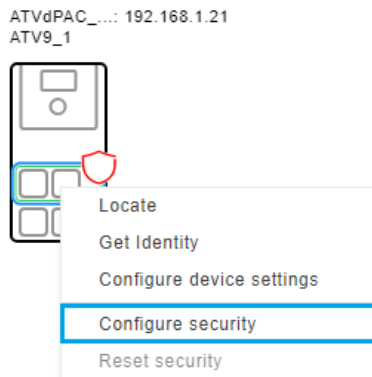 ATVdPAC_...: 192.168.1.21
ATV9_1
Locate
Get Identity
Configure device settings
Configure security
Reset security